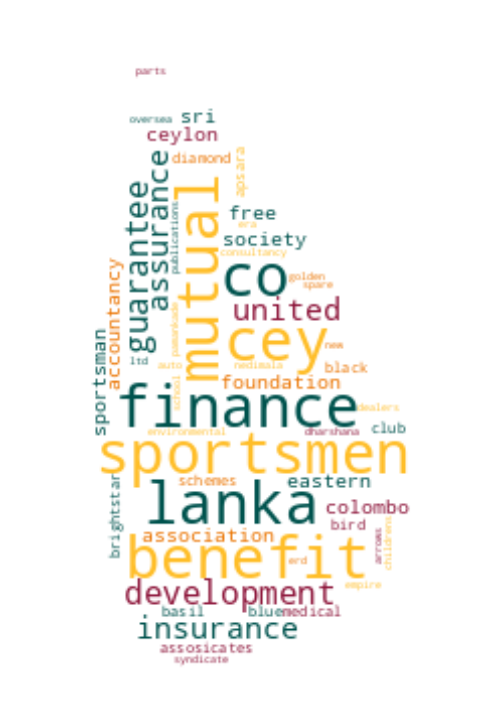 parts
oversea
sri
ceylon
diamond
apsara
assurance
guarantee
mutual
publications
free
era
society
consultancy
co
golden
spare
accountancy
united
pamankade
cey
sportsman
ltd
new
auto
nedimala
black
school
foundation
finance
dealers
club
environmental
dharshana
sportsmen
schemes
eastern
brightstar
lanka
colombo
bird
association
arrows
childrens
benefit
erd
empire
development
basil
blue
medical
insurance
assosicates
syndicate